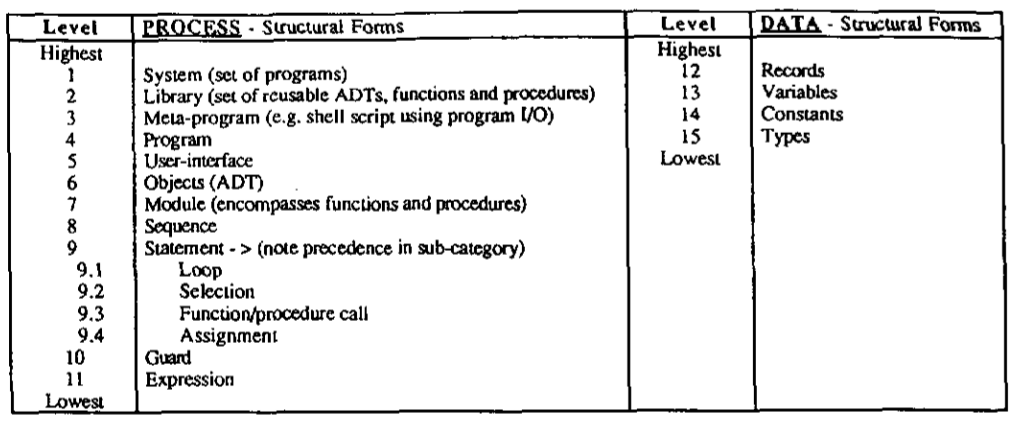 Level PROCESS - Structural Forms Level DATA - Structural Forms
Highest Highest
1 System (set of programs) 12 Records
2 Library (set of reusable ADTs, functions and procedures) 13 Variables
3 Meta-program (e.g. shell script using program I/O) 14 Constants
4 Program 15 Types
5 User-interface Lowest
6 Objects (ADT)
7 Module (encompasses functions and procedures)
8 Sequence
9 Statement - > (note precedence in sub-category)
9.1 Loop
9.2 Selection
9.3 Function/procedure call
9.4 Assignment
10 Guard
11 Expression
Lowest